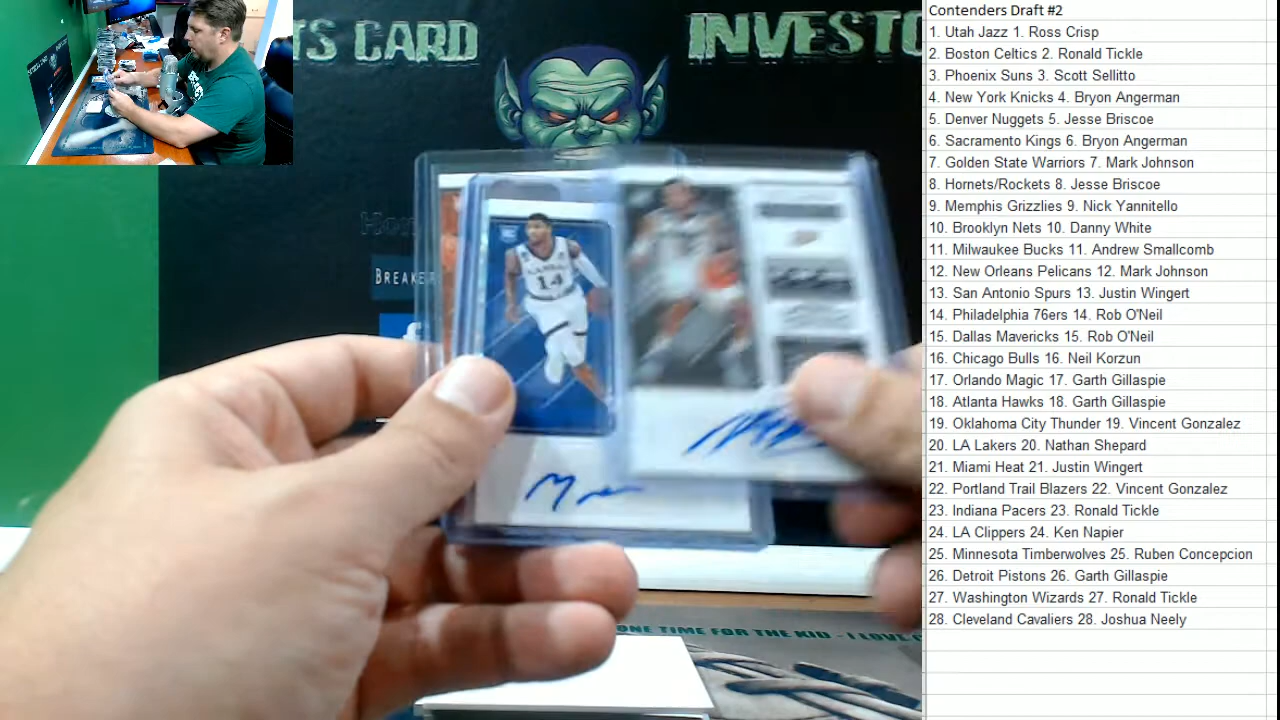 TS CARD INVESTO
Hom
BREAKE
KANSAS
14
ONE TIME FOR THE KID - I LOVE
Contenders Draft #2
1. Utah Jazz 1. Ross Crisp
2. Boston Celtics 2. Ronald Tickle
3. Phoenix Suns 3. Scott Sellitto
4. New York Knicks 4. Bryon Angerman
5. Denver Nuggets 5. Jesse Briscoe
6. Sacramento Kings 6. Bryon Angerman
7. Golden State Warriors 7. Mark Johnson
8. Hornets/Rockets 8. Jesse Briscoe
9. Memphis Grizzlies 9. Nick Yannitello
10. Brooklyn Nets 10. Danny White
11. Milwaukee Bucks 11. Andrew Smallcomb
12. New Orleans Pelicans 12. Mark Johnson
13. San Antonio Spurs 13. Justin Wingert
14. Philadelphia 76ers 14. Rob O'Neil
15. Dallas Mavericks 15. Rob O'Neil
16. Chicago Bulls 16. Neil Korzun
17. Orlando Magic 17. Garth Gillaspie
18. Atlanta Hawks 18. Garth Gillaspie
19. Oklahoma City Thunder 19. Vincent Gonzalez
20. LA Lakers 20. Nathan Shepard
21. Miami Heat 21. Justin Wingert
22. Portland Trail Blazers 22. Vincent Gonzalez
23. Indiana Pacers 23. Ronald Tickle
24. LA Clippers 24. Ken Napier
25. Minnesota Timberwolves 25. Ruben Concepcion
26. Detroit Pistons 26. Garth Gillaspie
27. Washington Wizards 27. Ronald Tickle
28. Cleveland Cavaliers 28. Joshua Neely